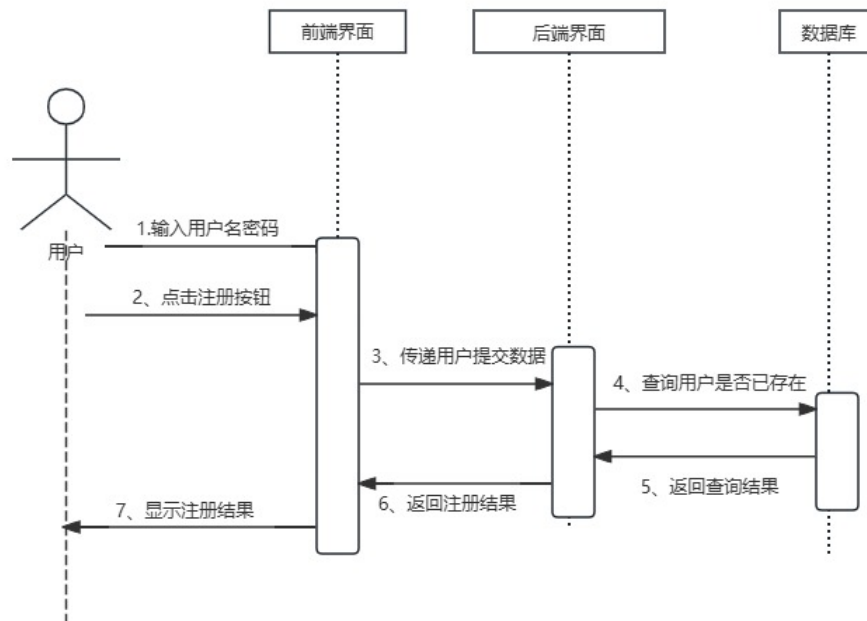 前端界面
后端界面
数据库
用户
1.输入用户名密码
2、点击注册按钮
3、传递用户提交数据
4、查询用户是否已存在
5、返回查询结果
6、返回注册结果
7、显示注册结果